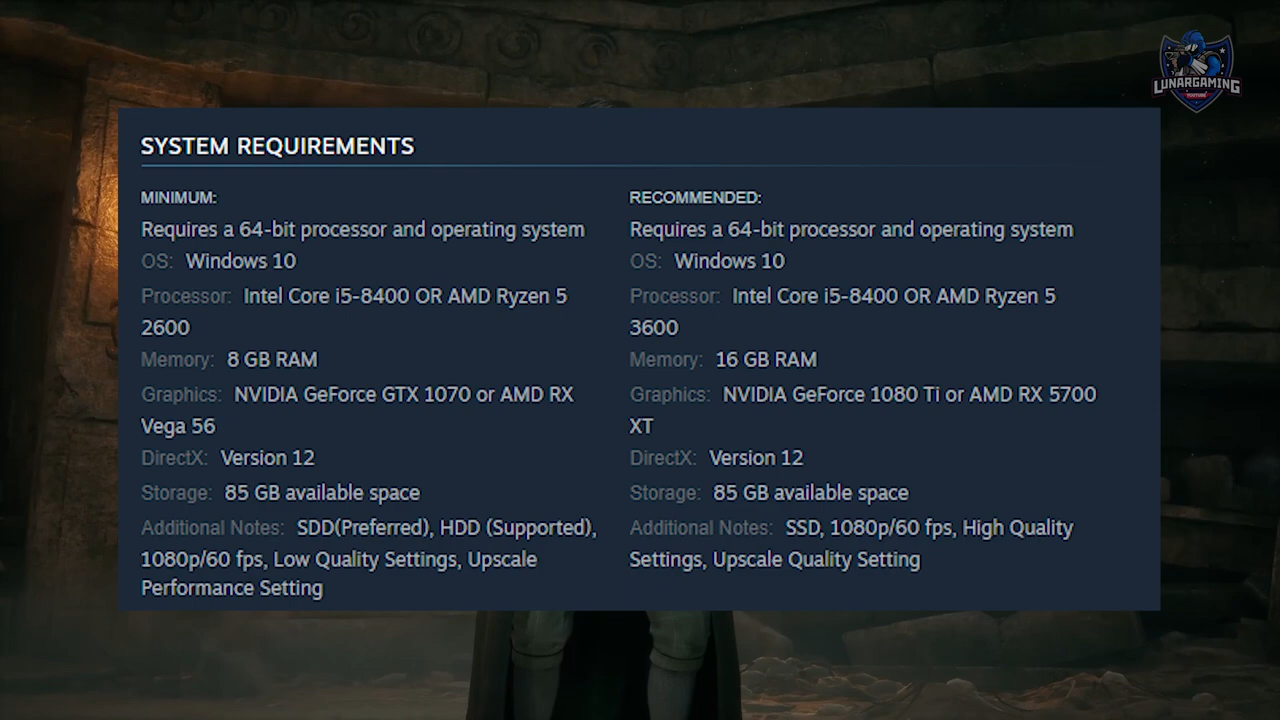 LUNARGAMING
YOUTUBE
SYSTEM REQUIREMENTS
MINIMUM:
Requires a 64-bit processor and operating system
OS: Windows 10
Processor: Intel Core i5-8400 OR AMD Ryzen 5
2600
Memory: 8 GB RAM
Graphics: NVIDIA GeForce GTX 1070 or AMD RX
Vega 56
DirectX: Version 12
Storage: 85 GB available space
Additional Notes: SDD(Preferred), HDD (Supported),
1080p/60 fps, Low Quality Settings, Upscale
Performance Setting
RECOMMENDED:
Requires a 64-bit processor and operating system
OS: Windows 10
Processor: Intel Core i5-8400 OR AMD Ryzen 5
3600
Memory: 16 GB RAM
Graphics: NVIDIA GeForce 1080 Ti or AMD RX 5700
XT
DirectX: Version 12
Storage: 85 GB available space
Additional Notes: SSD, 1080p/60 fps, High Quality
Settings, Upscale Quality Setting